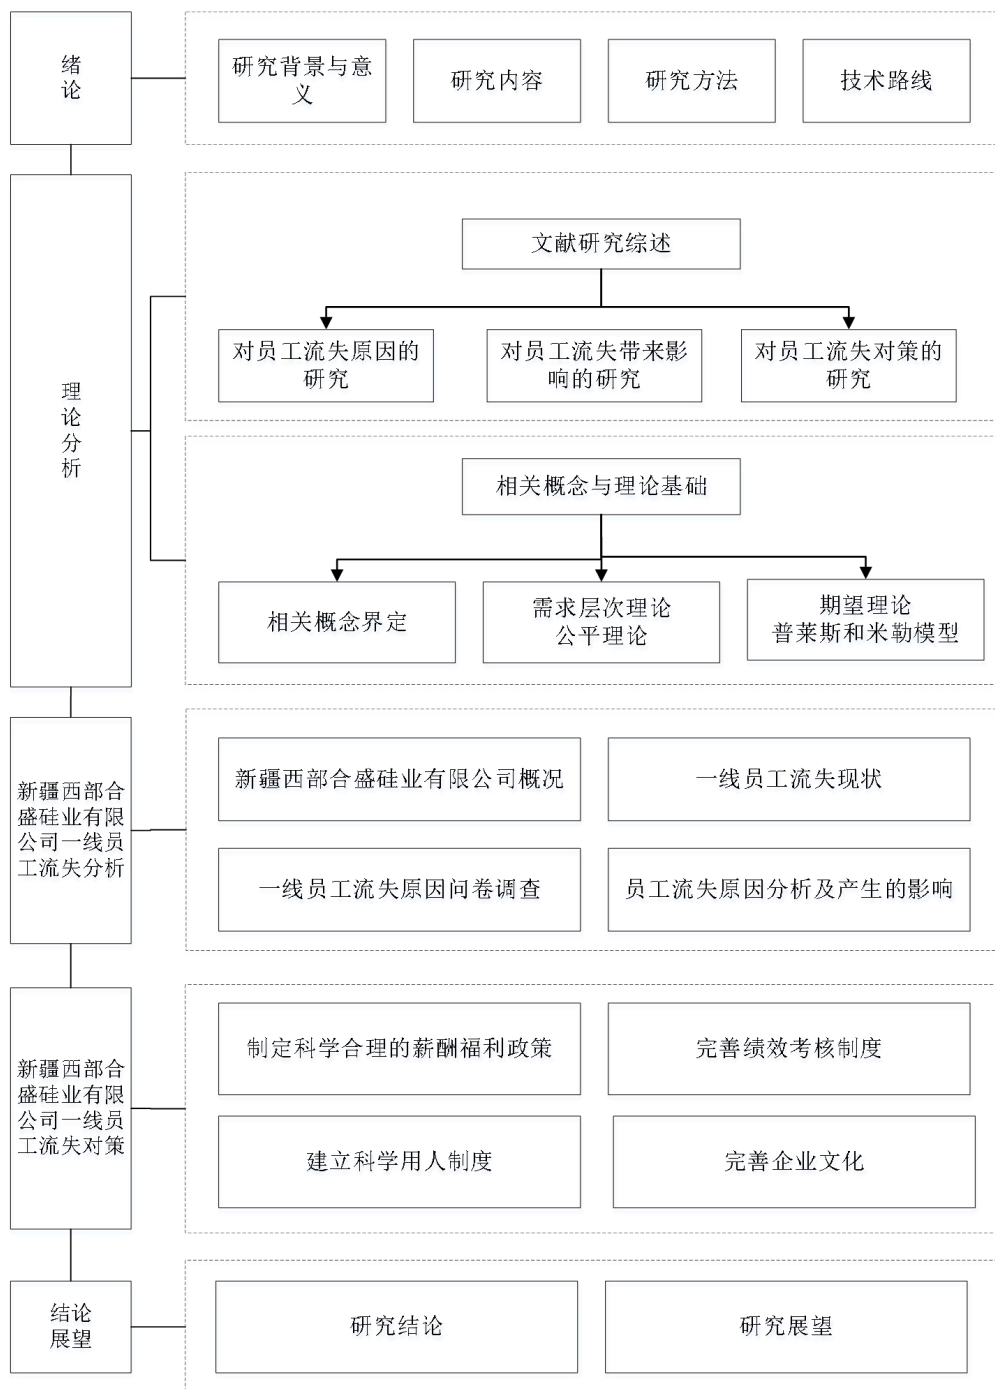 绪
论
研究背景与意
义
研究内容
研究方法
技术路线
理
论
分
析
文献研究综述
对员工流失原因的
研究
对员工流失带来影
响的研究
对员工流失对策的
研究
相关概念与理论基础
相关概念界定
需求层次理论
公平理论
期望理论
普莱斯和米勒模型
新疆西部合
盛硅业有限
公司一线员
工流失分析
新疆西部合盛硅业有限公司概况
一线员工流失现状
一线员工流失原因问卷调查
员工流失原因分析及产生的影响
新疆西部合
盛硅业有限
公司一线员
工流失对策
制定科学合理的薪酬福利政策
完善绩效考核制度
建立科学用人制度
完善企业文化
结论
展望
研究结论
研究展望